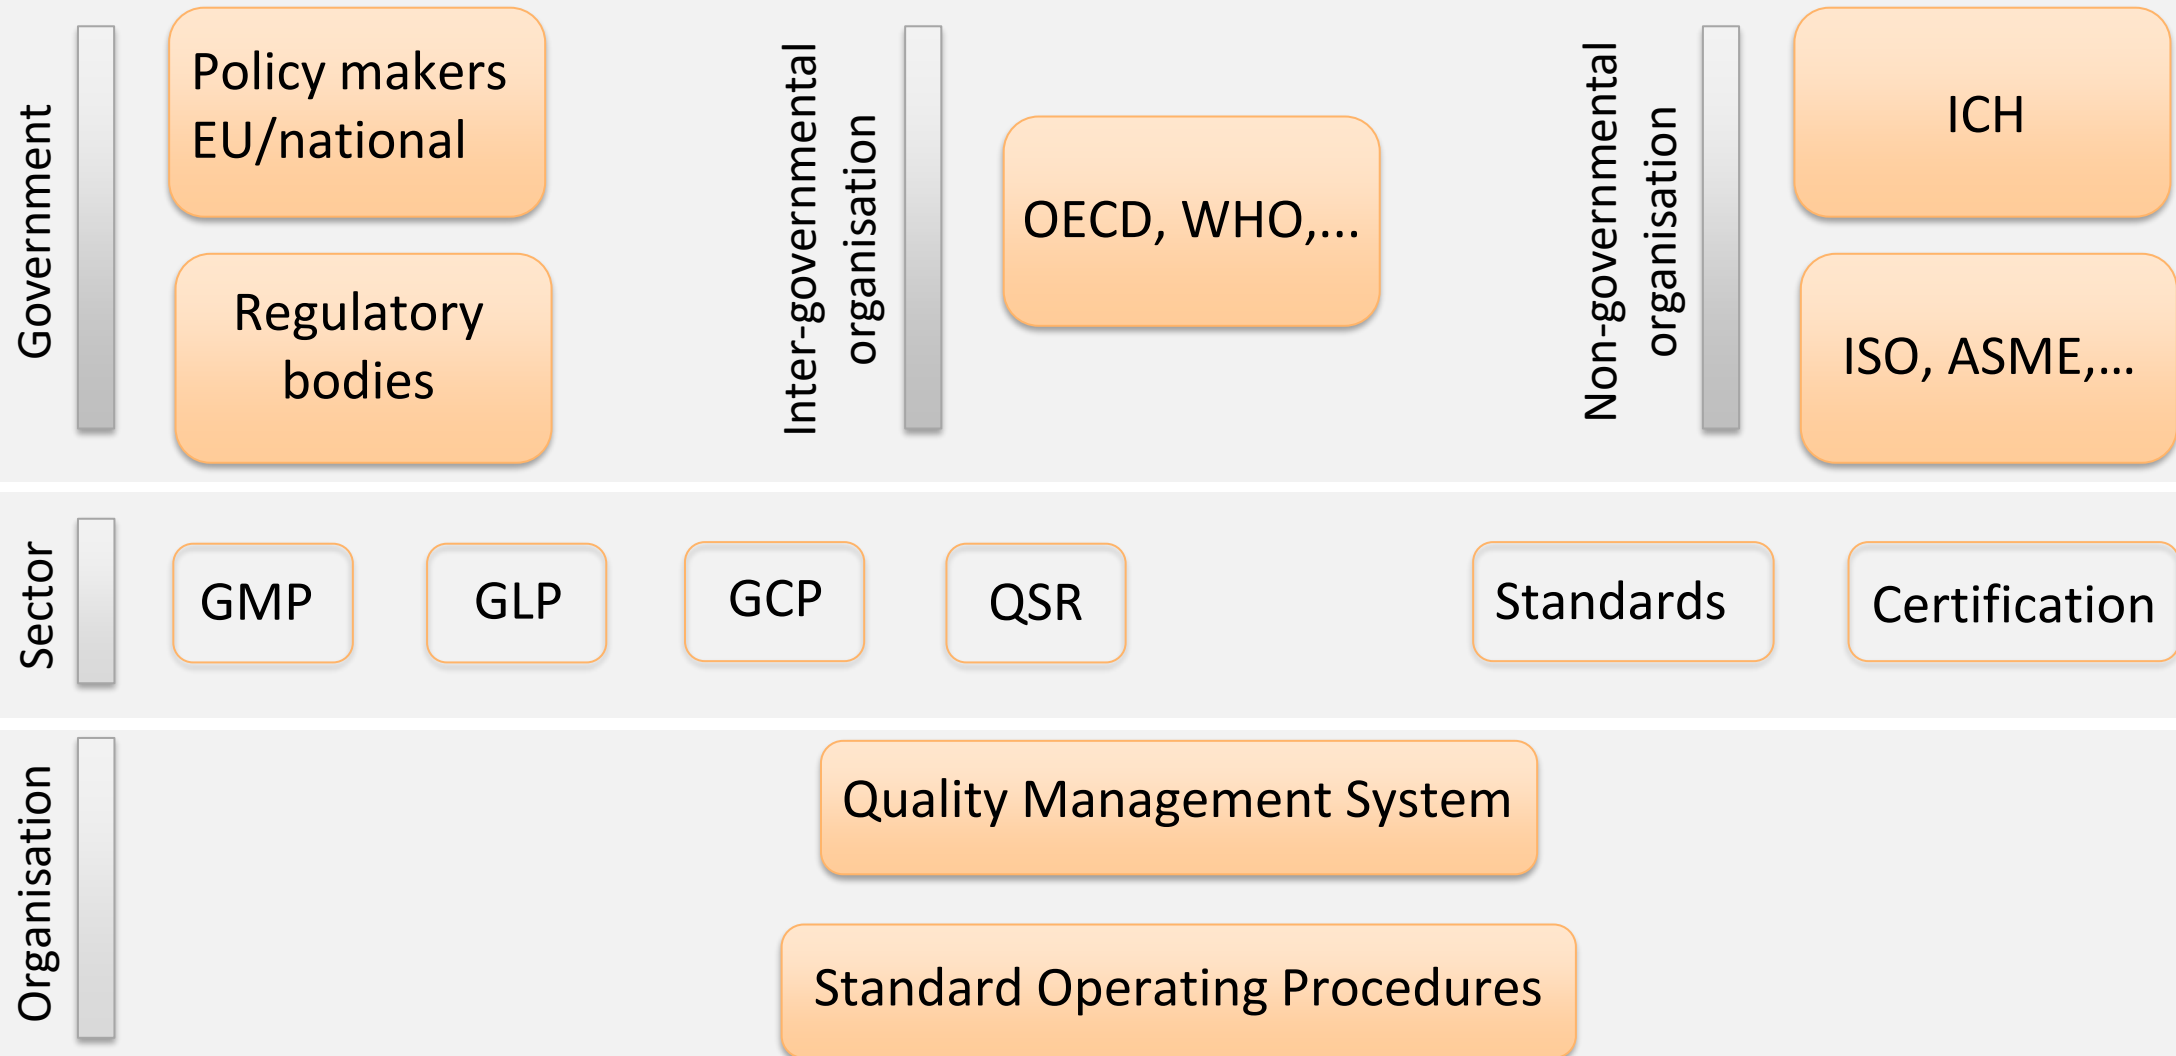 Government
Policy makers
EU/national
Regulatory
bodies
Inter-governmental
organisation
OECD, WHO,...
Non-governmental
organisation
ICH
ISO, ASME,...
Sector
GMP
GLP
GCP
QSR
Standards
Certification
Organisation
Quality Management System
Standard Operating Procedures